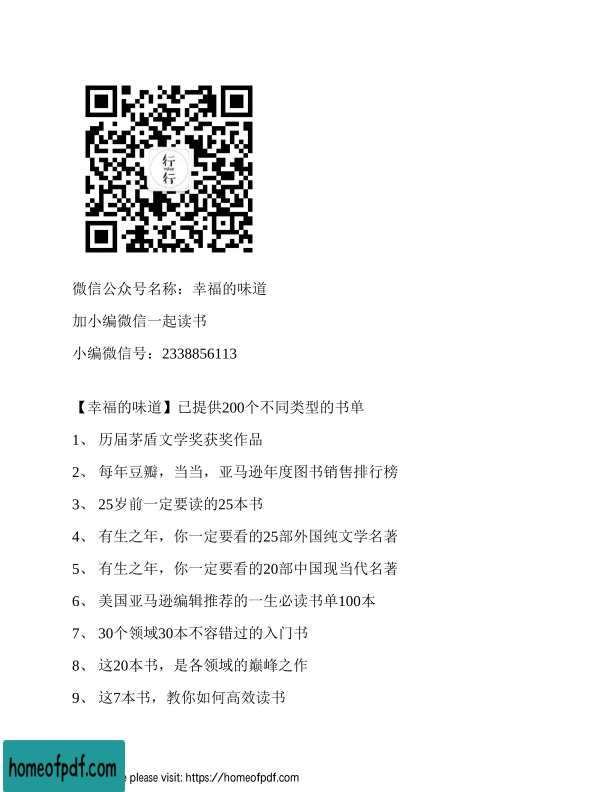 行
行
微信公众号名称：幸福的味道
加小编微信一起读书
小编微信号：2338856113
【幸福的味道】已提供200个不同类型的书单
1、 历届茅盾文学奖获奖作品
2、 每年豆瓣，当当，亚马逊年度图书销售排行榜
3、 25岁前一定要读的25本书
4、 有生之年，你一定要看的25部外国纯文学名著
5、 有生之年，你一定要看的20部中国现当代名著
6、 美国亚马逊编辑推荐的一生必读书单100本
7、 30个领域30本不容错过的入门书
8、 这20本书，是各领域的巅峰之作
9、 这7本书，教你如何高效读书
homeofpdf.com
please visit: https://homeofpdf.com